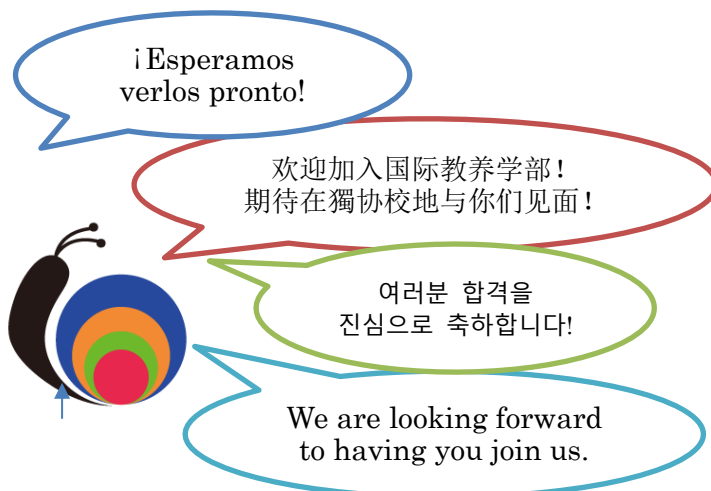 ¡Esperamos
verlos pronto!
欢迎加入国际教养学部！
期待在獨协校地与你们见面！
여러분 합격을
진심으로 축하합니다!
We are looking forward
to having you join us.